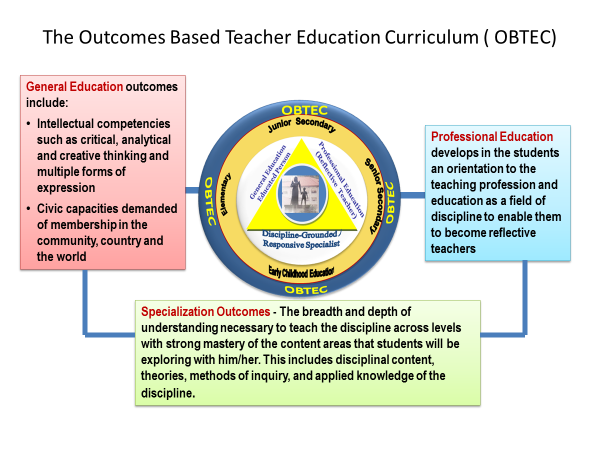 The Outcomes Based Teacher Education Curriculum ( OBTEC)
General Education outcomes
include:
• Intellectual competencies
such as critical, analytical
and creative thinking and
multiple forms of
expression
• Civic capacities demanded
of membership in the
community, country and
the world
OBTEC
Junior Secondary
General Education
Educated Person
Professional Education
(Reflective Teacher)
Elementary
Senior Secondary
OBTEC
OBTEC
Discipline-Grounded /
Responsive Specialist
Early Childhood Education
OBTEC
Professional Education
develops in the students
an orientation to the
teaching profession and
education as a field of
discipline to enable them
to become reflective
teachers
Specialization Outcomes - The breadth and depth of
understanding necessary to teach the discipline across levels
with strong mastery of the content areas that students will be
exploring with him/her. This includes disciplinal content,
theories, methods of inquiry, and applied knowledge of the
discipline.